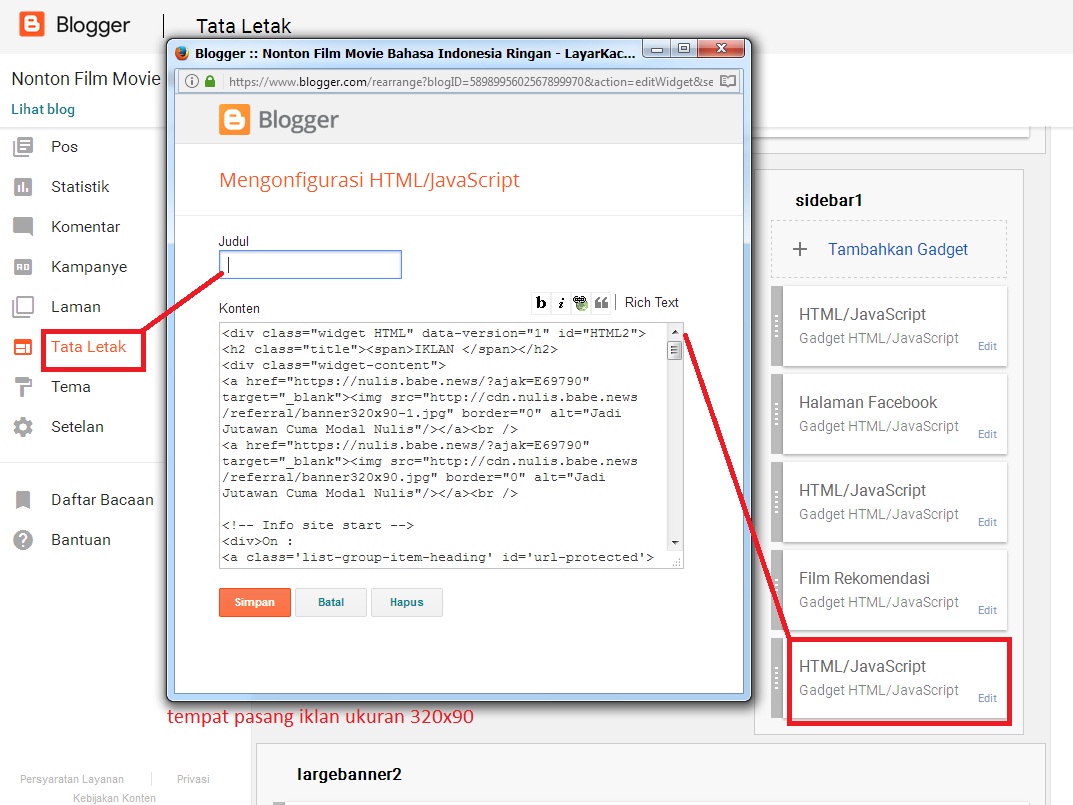 Blogger
Tata Letak
Nonton Film Movie
Lihat blog
Pos
Statistik
Komentar
Kampanye
Laman
Tata Letak
Tema
Setelan
Daftar Bacaan
Bantuan
Persyaratan Layanan
Privasi
Kebijakan Konten
Blogger :: Nonton Film Movie Bahasa Indonesia Ringan - LayarKac...
https://www.blogger.com/rearrange?blogID=5898995602567899970&action=editWidget&se
Blogger
Mengonfigurasi HTML/JavaScript
Judul
Konten
b i Rich Text
<div class="widget HTML" data-version="1" id="HTML2">
<h2 class="title"><span>IKLAN </span></h2>
<div class="widget-content">
<a href="https://nulis.babe.news/?ajak=E69790"
target="_blank"><img src="http://cdn.nulis.babe.news
/referral/banner320x90-1.jpg" border="0" alt="Jadi
Jutawan Cuma Modal Nulis"/></a><br />
<a href="https://nulis.babe.news/?ajak=E69790"
target="_blank"><img src="http://cdn.nulis.babe.news
/referral/banner320x90.jpg" border="0" alt="Jadi
Jutawan Cuma Modal Nulis"/></a><br />
<!-- Info site start -->
<div>On :
<a class='list-group-item-heading' id='url-protected'>
Simpan
Batal
Hapus
tempat pasang iklan ukuran 320x90
sidebar1
+ Tambahkan Gadget
HTML/JavaScript
Gadget HTML/JavaScript
Edit
Halaman Facebook
Gadget HTML/JavaScript
Edit
HTML/JavaScript
Gadget HTML/JavaScript
Edit
Film Rekomendasi
Gadget HTML/JavaScript
Edit
HTML/JavaScript
Gadget HTML/JavaScript
Edit
largebanner2